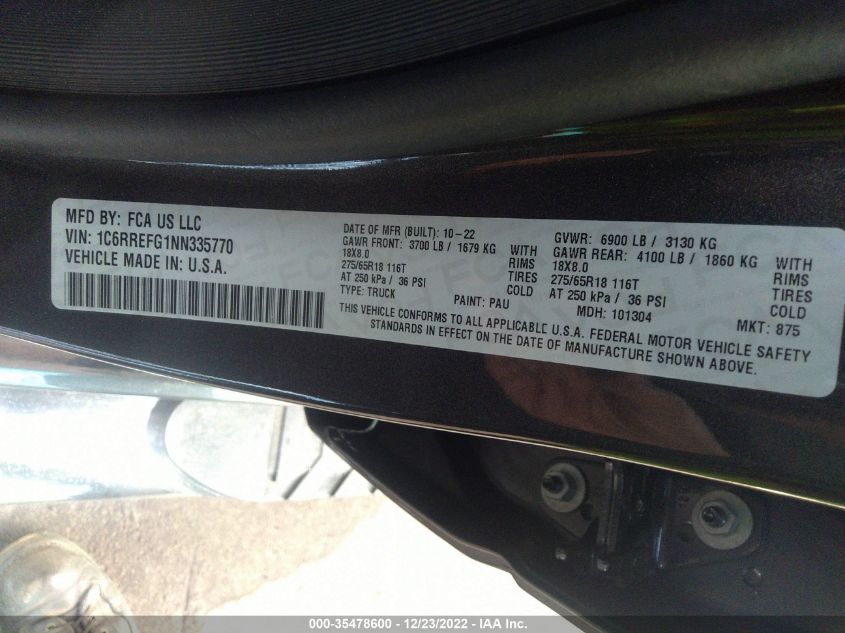 MFD BY: FCA US LLC
VIN: 1C6RREFG1NN335770
VEHICLE MADE IN: U.S.A.
DATE OF MFR (BUILT): 10-22
GAWR FRONT: 3700 LB / 1679 KG WITH
18X8.0 RIMS
275/65R18 116T TIRES
AT 250 kPa / 36 PSI COLD
TYPE: TRUCK PAINT: PAU
GVWR: 6900 LB / 3130 KG
GAWR REAR: 4100 LB / 1860 KG WITH
18X8.0 RIMS
275/65R18 116T TIRES
AT 250 kPa / 36 PSI COLD
MDH: 101304 MKT: 875
THIS VEHICLE CONFORMS TO ALL APPLICABLE U.S.A. FEDERAL MOTOR VEHICLE SAFETY
STANDARDS IN EFFECT ON THE DATE OF MANUFACTURE SHOWN ABOVE.
000-35478600 - 12/23/2022 - IAA Inc.